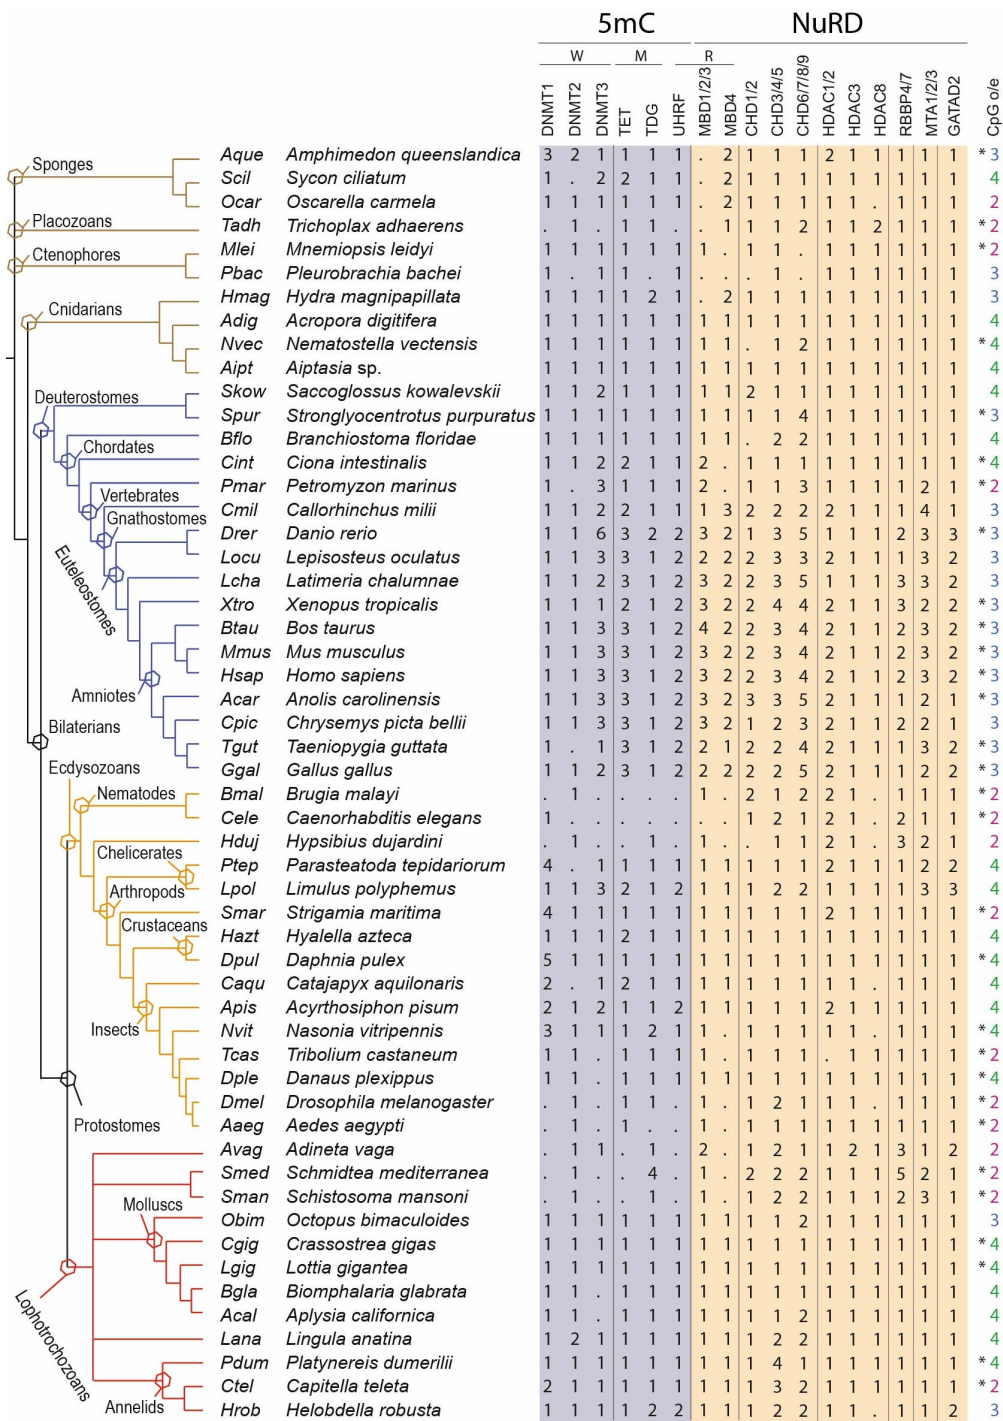 5mC NuRD
W M R
DNMT1 DNMT2 DNMT3 TET TDG UHRF MBD1/2/3 MBD4 CHD1/2 CHD3/4/5 CHD6/7/8/9 HDAC1/2 HDAC3 HDAC8 RBBP4/7 MTA1/2/3 GATAD2 CpG o/e
Sponges
Aque Amphimedon queenslandica 3 2 1 1 1 1 . 2 1 1 1 2 1 1 1 1 1 * 3
Scil Sycon ciliatum 1 . 2 2 1 1 . 2 1 1 1 1 1 1 1 1 1 4
Ocar Oscarella carmela 1 1 1 1 1 1 . 2 1 1 1 1 1 . 1 1 1 2
Placozoans
Tadh Trichoplax adhaerens . 1 . 1 1 . . 1 1 1 2 1 1 2 1 1 1 * 2
Ctenophores
Mlei Mnemiopsis leidyi 1 1 1 1 1 1 1 . . 1 . 1 1 1 1 1 1 * 2
Pbac Pleurobrachia bachei 1 . 1 1 . 1 . . 1 1 . 1 1 1 1 1 1 3
Cnidarians
Hmag Hydra magnipapillata 1 1 1 1 2 1 . 2 1 1 1 1 1 1 1 1 1 3
Adig Acropora digitifera 1 1 1 1 1 1 1 1 1 1 1 1 1 1 1 1 1 4
Nvec Nematostella vectensis 1 1 1 1 1 1 1 1 . 1 2 1 1 1 1 1 1 * 4
Aipt Aiptasia sp. 1 1 1 1 1 1 1 1 1 1 1 1 1 1 1 1 1 4
Deuterostomes
Skow Saccoglossus kowalevskii 1 1 2 1 1 1 1 1 2 1 1 1 1 1 1 1 1 4
Spur Stronglyocentrotus purpuratus 1 1 1 1 1 1 1 1 1 1 4 1 1 1 1 1 1 * 3
Chordates
Bflo Branchiostoma floridae 1 1 1 1 1 1 1 1 . 2 2 1 1 1 1 1 1 4
Cint Ciona intestinalis 1 1 2 2 1 1 2 . 1 1 1 1 1 1 1 1 1 * 4
Vertebrates
Pmar Petromyzon marinus 1 . 3 1 1 1 2 . 1 1 3 1 1 1 1 2 1 * 2
Gnathostomes
Cmil Callorhinchus milii 1 1 2 2 1 1 1 3 2 2 2 2 1 1 1 4 1 3
Euteleostomes
Drer Danio rerio 1 1 6 3 2 2 3 2 1 3 5 1 1 1 2 3 3 * 3
Locu Lepisosteus oculatus 1 1 3 3 1 2 2 2 2 3 3 2 1 1 1 3 2 3
Lcha Latimeria chalumnae 1 1 2 3 1 2 3 2 2 3 5 1 1 1 3 3 2 3
Xtro Xenopus tropicalis 1 1 1 2 1 2 3 2 2 4 4 2 1 1 3 2 2 * 3
Btau Bos taurus 1 1 3 3 1 2 4 2 2 3 4 2 1 1 2 3 2 * 3
Mmus Mus musculus 1 1 3 3 1 2 3 2 2 3 4 2 1 1 2 3 2 * 3
Hsap Homo sapiens 1 1 3 3 1 2 3 2 2 3 4 2 1 1 2 3 2 * 3
Amniotes
Acar Anolis carolinensis 1 1 3 3 1 2 3 2 3 3 5 2 1 1 1 2 2 * 3
Cpic Chrysemys picta bellii 1 1 3 3 1 2 3 2 1 2 3 2 1 1 2 2 1 3
Bilaterians
Tgut Taeniopygia guttata 1 . 1 3 1 2 2 1 2 2 4 2 1 1 1 3 2 * 3
Ggal Gallus gallus 1 1 2 3 1 2 2 2 2 2 5 2 1 1 1 2 2 * 3
Ecdysozoans
Nematodes
Bmal Brugia malayi . 1 . . . . 1 . 2 1 2 2 1 . 1 1 1 * 2
Cele Caenorhabditis elegans 1 . . . . . . . 1 2 1 2 1 . 2 1 1 * 2
Hduj Hypsibius dujardini . 1 . . 1 . 1 . . 1 1 2 1 . 3 2 1 2
Chelicerates
Ptep Parasteatoda tepidariorum 4 . 1 1 1 1 1 1 1 1 1 2 1 1 1 2 2 4
Arthropods
Lpol Limulus polyphemus 1 1 3 2 1 2 1 1 1 2 2 1 1 1 1 3 3 4
Smar Strigamia maritima 4 1 1 1 1 1 1 1 1 1 1 2 1 1 1 1 1 * 2
Crustaceans
Hazt Hyalella azteca 1 1 1 2 1 1 1 1 1 1 1 1 1 1 1 1 1 4
Dpul Daphnia pulex 5 1 1 1 1 1 1 1 1 1 1 1 1 1 1 1 1 * 4
Caqu Catajapyx aquilonaris 2 . 1 2 1 1 1 1 1 1 1 1 1 . 1 1 1 4
Apis Acyrthosiphon pisum 2 1 2 1 1 2 1 1 1 1 1 2 1 1 1 1 1 4
Insects
Nvit Nasonia vitripennis 3 1 1 1 2 1 1 . 1 1 1 1 1 . 1 1 1 * 4
Tcas Tribolium castaneum 1 1 . 1 1 1 1 . 1 1 1 . 1 1 1 1 1 * 2
Dple Danaus plexippus 1 1 . 1 1 1 1 1 1 1 1 1 1 1 1 1 1 * 4
Dmel Drosophila melanogaster . 1 . 1 1 . 1 . 1 2 1 1 1 . 1 1 1 * 2
Protostomes
Aaeg Aedes aegypti . 1 . 1 . . 1 . 1 1 1 1 1 1 1 1 1 * 2
Avag Adineta vaga . 1 1 . 1 . 2 . 1 2 1 1 2 1 3 1 2 2
Smed Schmidtea mediterranea . 1 . . 4 . 1 . 2 2 2 1 1 1 5 2 1 * 2
Sman Schistosoma mansoni . 1 . . 1 . 1 . 1 2 2 1 1 1 2 3 1 * 2
Molluscs
Obim Octopus bimaculoides 1 1 1 1 1 1 1 1 1 1 2 1 1 1 1 1 1 3
Cgig Crassostrea gigas 1 1 1 1 1 1 1 1 1 1 1 1 1 1 1 1 1 * 4
Lgig Lottia gigantea 1 1 1 1 1 1 1 1 1 1 1 1 1 1 1 1 1 * 4
Bgla Biomphalaria glabrata 1 1 . 1 1 1 1 1 1 1 1 1 1 1 1 1 1 4
Acal Aplysia californica 1 1 . 1 1 1 1 1 1 1 2 1 1 1 1 1 1 4
Lophotrochozoans
Lana Lingula anatina 1 2 1 1 1 1 1 1 1 2 2 1 1 1 1 1 1 4
Pdum Platynereis dumerilii 1 1 1 1 1 1 1 1 1 4 1 1 1 1 1 1 1 * 4
Ctel Capitella teleta 2 1 1 1 1 1 1 1 1 3 2 1 1 1 1 1 1 * 2
Annelids
Hrob Helobdella robusta 1 1 1 1 2 2 1 1 1 2 2 1 1 . 1 1 2 3